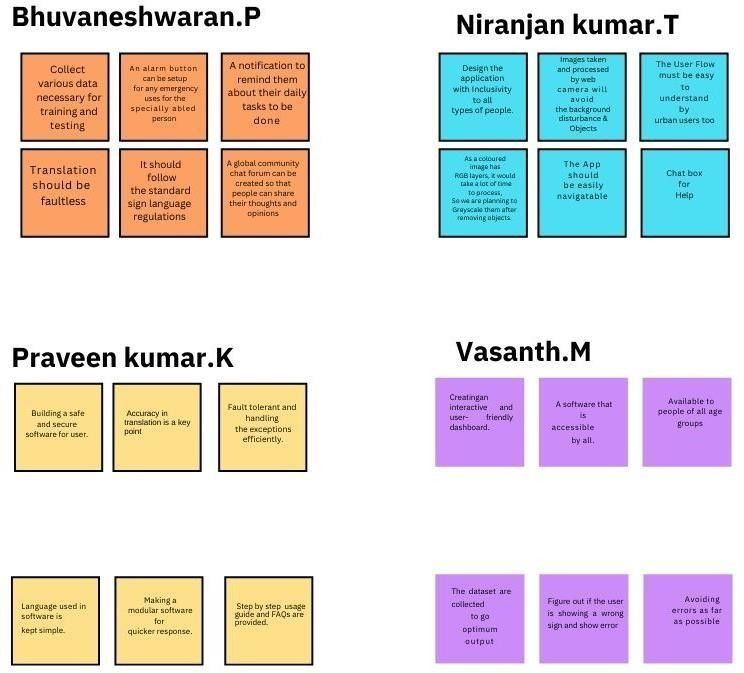 Bhuvaneshwaran.P
Collect
various data
necessary for
training and
testing
An alarm button
can be setup
for any emergency
uses for the
specially abled
person
A notification to
remind them
about their daily
tasks to be
done
Translation
should be
faultless
It should
follow
the standard
sign language
regulations
A global community
chat forum can be
created so that
people can share
their thoughts and
opinions
Niranjan kumar.T
Design the
application
with Inclusivity
to all
types of people.
Images taken
and processed
by web
camera will
avoid
the background
disturbance &
Objects
The User Flow
must be easy
to
understand
by
urban users too
As a coloured
image has
RGB layers, it would
take a lot of time
to process,
So we are planning to
Greyscale them after
removing objects.
The App
should
be easily
navigatable
Chat box
for
Help
Praveen kumar.K
Building a safe
and secure
software for user.
Accuracy in
translation is a key
point
Fault tolerant and
handling
the exceptions
efficiently.
Language used in
software is
kept simple.
Making a
modular software
for
quicker response.
Step by step usage
guide and FAQs are
provided.
Vasanth.M
Creatingan
interactive and
user- friendly
dashboard.
A software that
is
accessible
by all.
Available to
people of all age
groups
The dataset are
collected
to go
optimum
output
Figure out if the user
is showing a wrong
sign and show error
Avoiding
errors as far
as possible